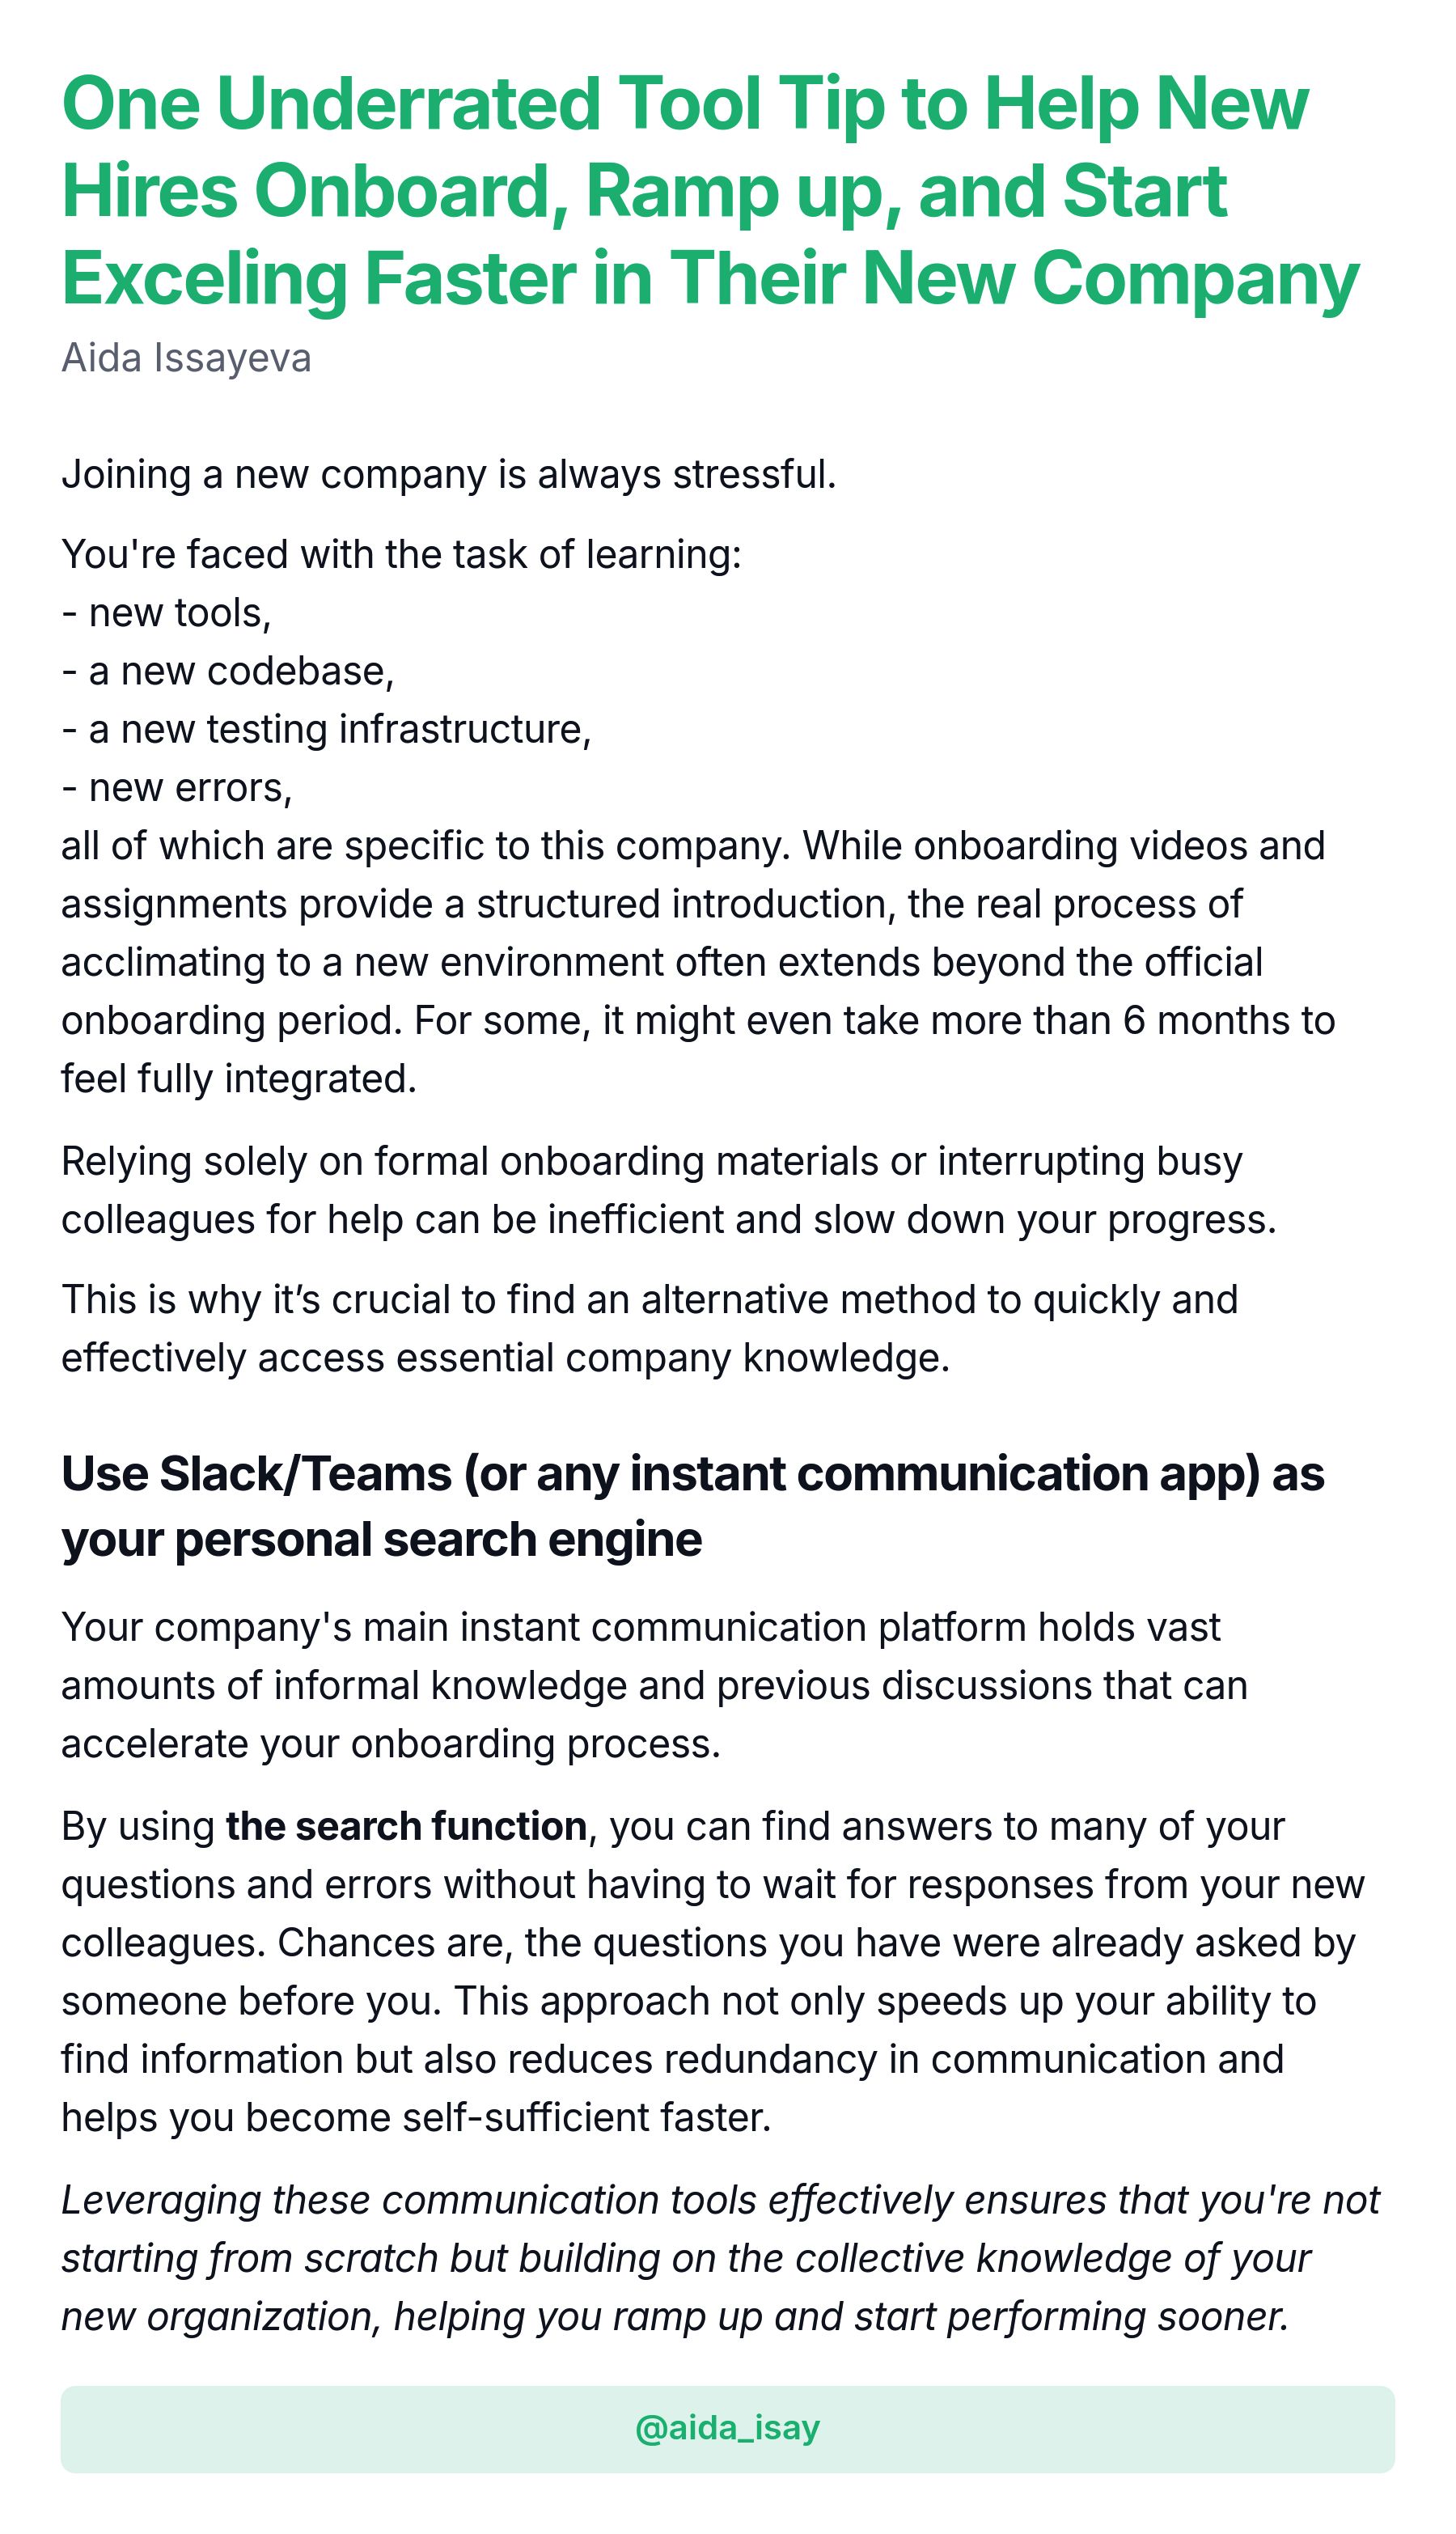 One Underrated Tool Tip to Help New
Hires Onboard, Ramp up, and Start
Exceling Faster in Their New Company
Aida Issayeva
Joining a new company is always stressful.
You're faced with the task of learning:
- new tools,
- a new codebase,
- a new testing infrastructure,
- new errors,
all of which are specific to this company. While onboarding videos and
assignments provide a structured introduction, the real process of
acclimating to a new environment often extends beyond the official
onboarding period. For some, it might even take more than 6 months to
feel fully integrated.
Relying solely on formal onboarding materials or interrupting busy
colleagues for help can be inefficient and slow down your progress.
This is why it’s crucial to find an alternative method to quickly and
effectively access essential company knowledge.
Use Slack/Teams (or any instant communication app) as
your personal search engine
Your company's main instant communication platform holds vast
amounts of informal knowledge and previous discussions that can
accelerate your onboarding process.
By using the search function, you can find answers to many of your
questions and errors without having to wait for responses from your new
colleagues. Chances are, the questions you have were already asked by
someone before you. This approach not only speeds up your ability to
find information but also reduces redundancy in communication and
helps you become self-sufficient faster.
Leveraging these communication tools effectively ensures that you're not
starting from scratch but building on the collective knowledge of your
new organization, helping you ramp up and start performing sooner.
@aida_isay